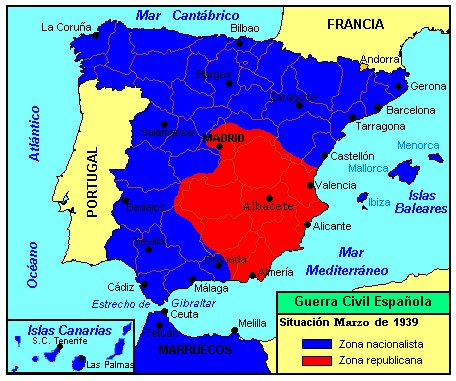 Mar Cantábrico
FRANCIA
La Coruña
Bilbao
Andorra
Burgos
Gerona
Zaragoza
Barcelona
Salamanca
Tarragona
Atlántico
MADRID
Menorca
Castellón
Mallorca
PORTUGAL
Valencia
Badajoz
Albacete
Ibiza
Islas
Baleares
Alicante
Océano
Sevilla
Mar
Mediterráneo
Granada
Almería
Cádiz
Málaga
Estrecho de Gibraltar
Ceuta
Tetuán
Melilla
MARRUECOS
Islas Canarias
S.C. Tenerife
Las Palmas
Guerra Civil Española
Situación Marzo de 1939
Zona nacionalista
Zona republicana